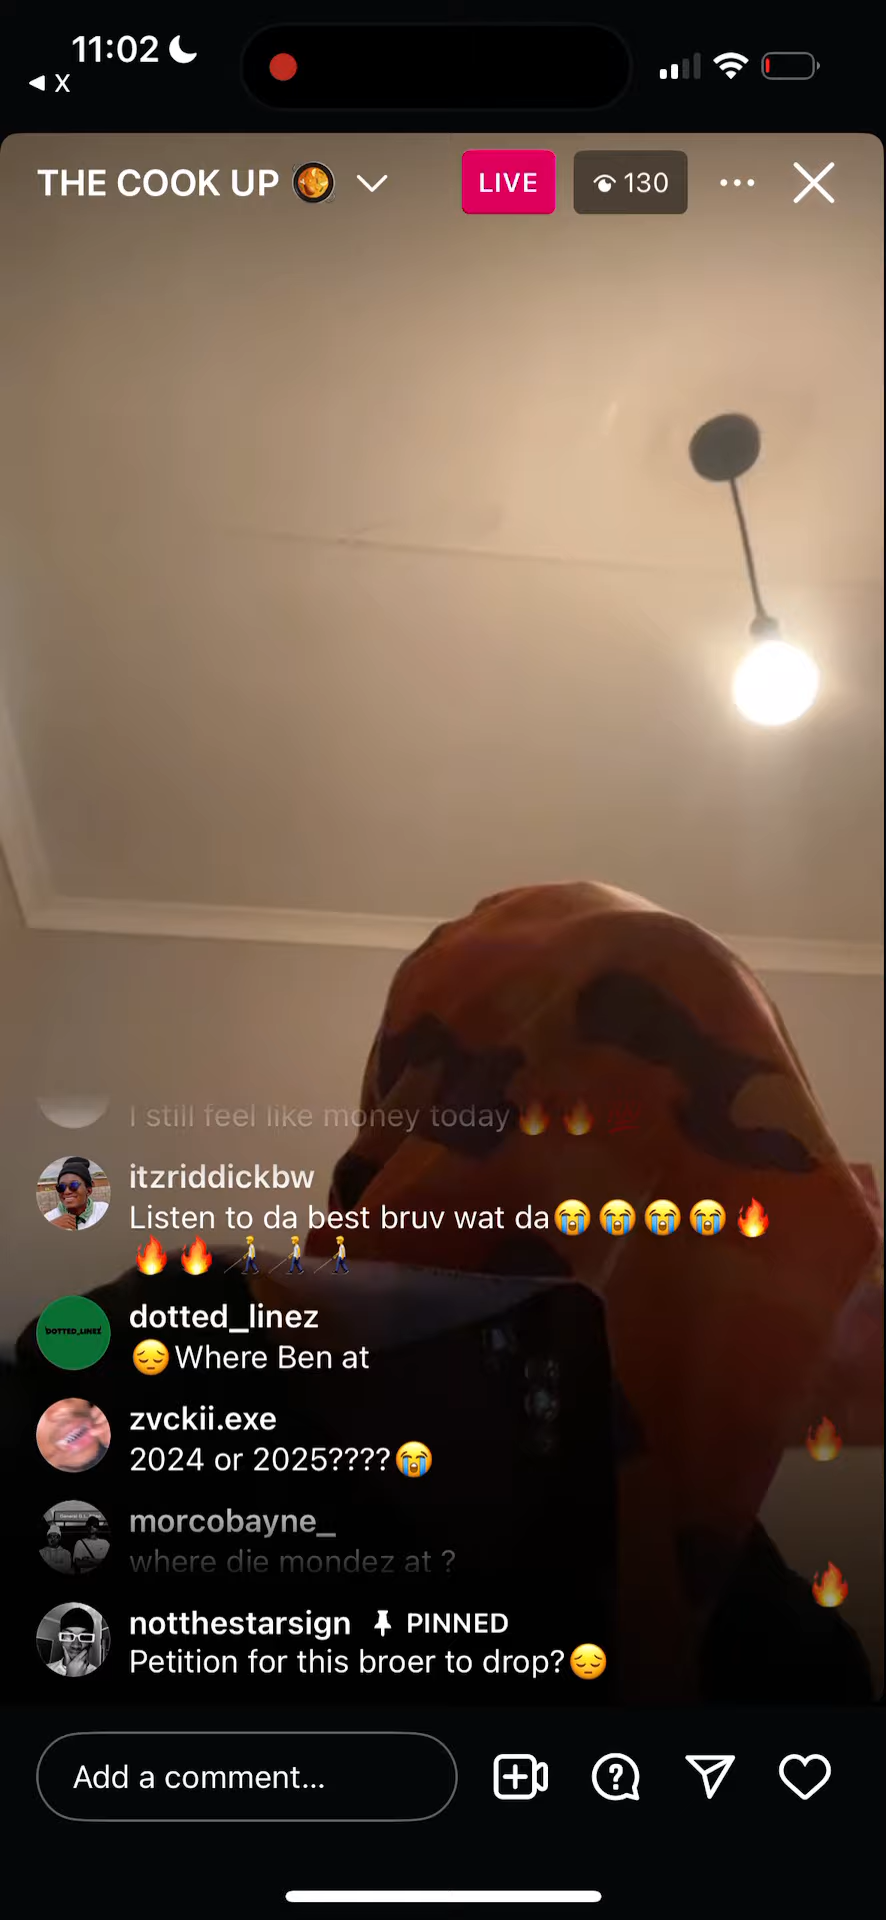 11:02
◀ X
THE COOK UP 🍛
LIVE
130
I still feel like money today🔥🔥💯
itzriddickbw
Listen to da best bruv wat da😭😭😭😭🔥
🔥🔥👨‍🦯👨‍🦯👨‍🦯
DOTTED_LINEZ
dotted_linez
😔Where Ben at
zvckii.exe
2024 or 2025????😭
morcobayne_
where die mondez at ?
notthestarsign 📌 PINNED
Petition for this broer to drop?😔
Add a comment...